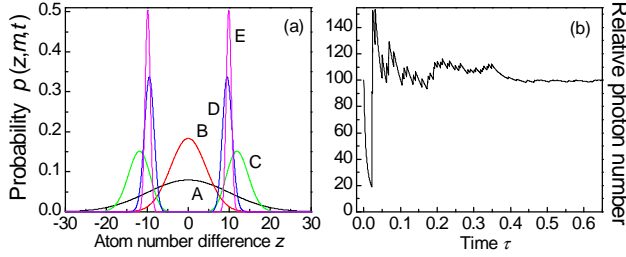 Probability p(z,m,t)
0.5
0.4
0.3
0.2
0.1
0.0
(a)
E
D
B
C
A
-30 -20 -10 0 10 20 30
Atom number difference z
160
140
120
100
80
60
40
20
0
(b)
0.0 0.1 0.2 0.3 0.4 0.5 0.6
Time τ
Relative photon number